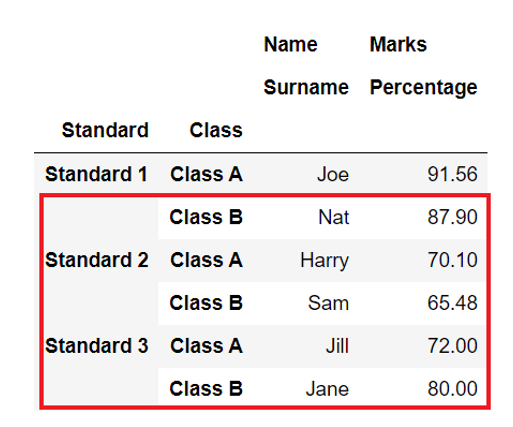 Name Marks
Surname Percentage
Standard Class
Standard 1 Class A Joe 91.56
Class B Nat 87.90
Standard 2 Class A Harry 70.10
Class B Sam 65.48
Standard 3 Class A Jill 72.00
Class B Jane 80.00